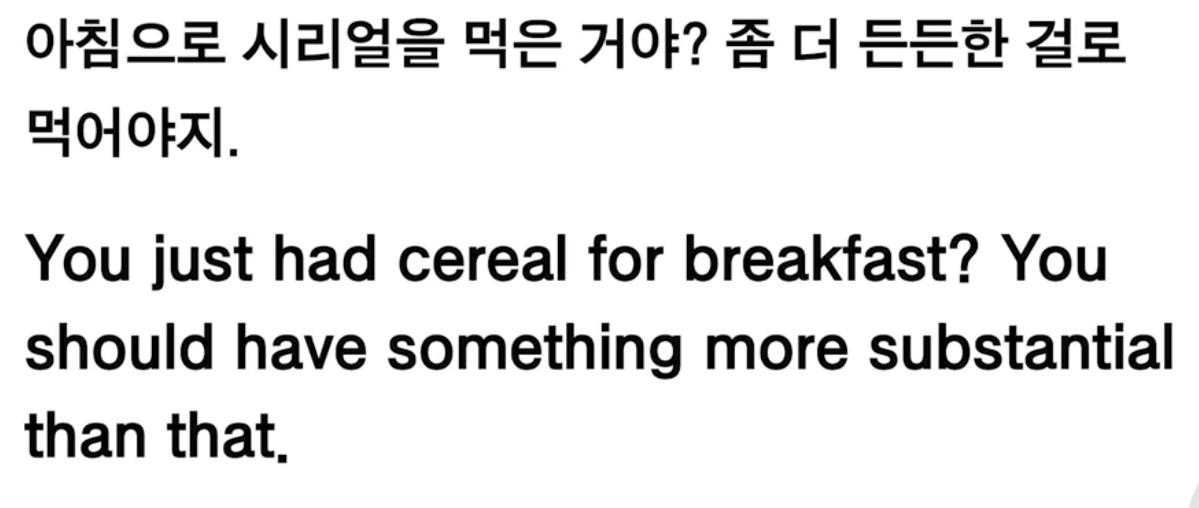 아침으로 시리얼을 먹은 거야? 좀 더 든든한 걸로
먹어야지.
You just had cereal for breakfast? You
should have something more substantial
than that.